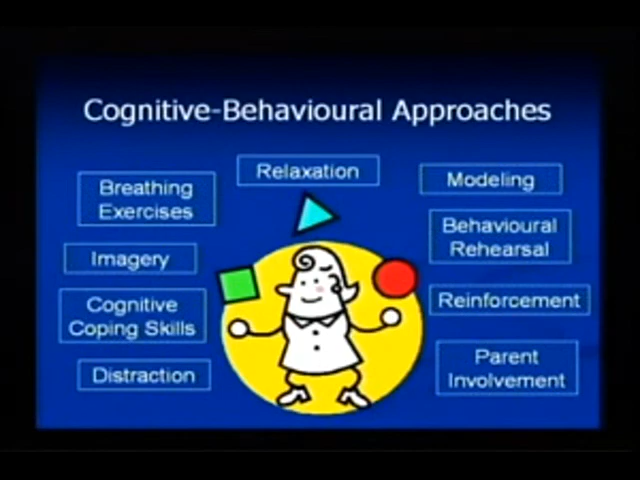 Cognitive-Behavioural Approaches
Relaxation
Breathing
Exercises
Imagery
Cognitive
Coping Skills
Distraction
Modeling
Behavioural
Rehearsal
Reinforcement
Parent
Involvement